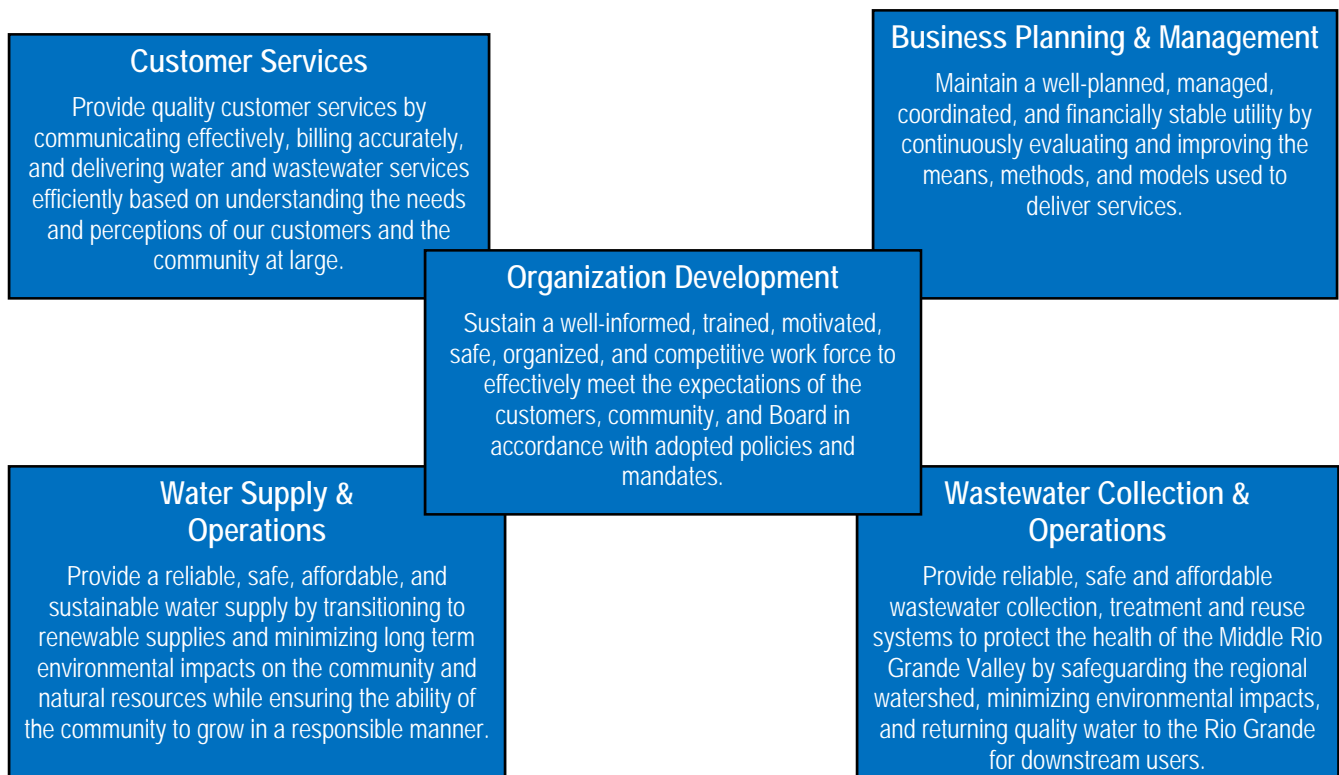 Customer Services
Provide quality customer services by
communicating effectively, billing accurately,
and delivering water and wastewater services
efficiently based on understanding the needs
and perceptions of our customers and the
community at large.
Business Planning & Management
Maintain a well-planned, managed,
coordinated, and financially stable utility by
continuously evaluating and improving the
means, methods, and models used to
deliver services.
Organization Development
Sustain a well-informed, trained, motivated,
safe, organized, and competitive work force to
effectively meet the expectations of the
customers, community, and Board in
accordance with adopted policies and
mandates.
Water Supply &
Operations
Provide a reliable, safe, affordable, and
sustainable water supply by transitioning to
renewable supplies and minimizing long term
environmental impacts on the community and
natural resources while ensuring the ability of
the community to grow in a responsible manner.
Wastewater Collection &
Operations
Provide reliable, safe and affordable
wastewater collection, treatment and reuse
systems to protect the health of the Middle Rio
Grande Valley by safeguarding the regional
watershed, minimizing environmental impacts,
and returning quality water to the Rio Grande
for downstream users.